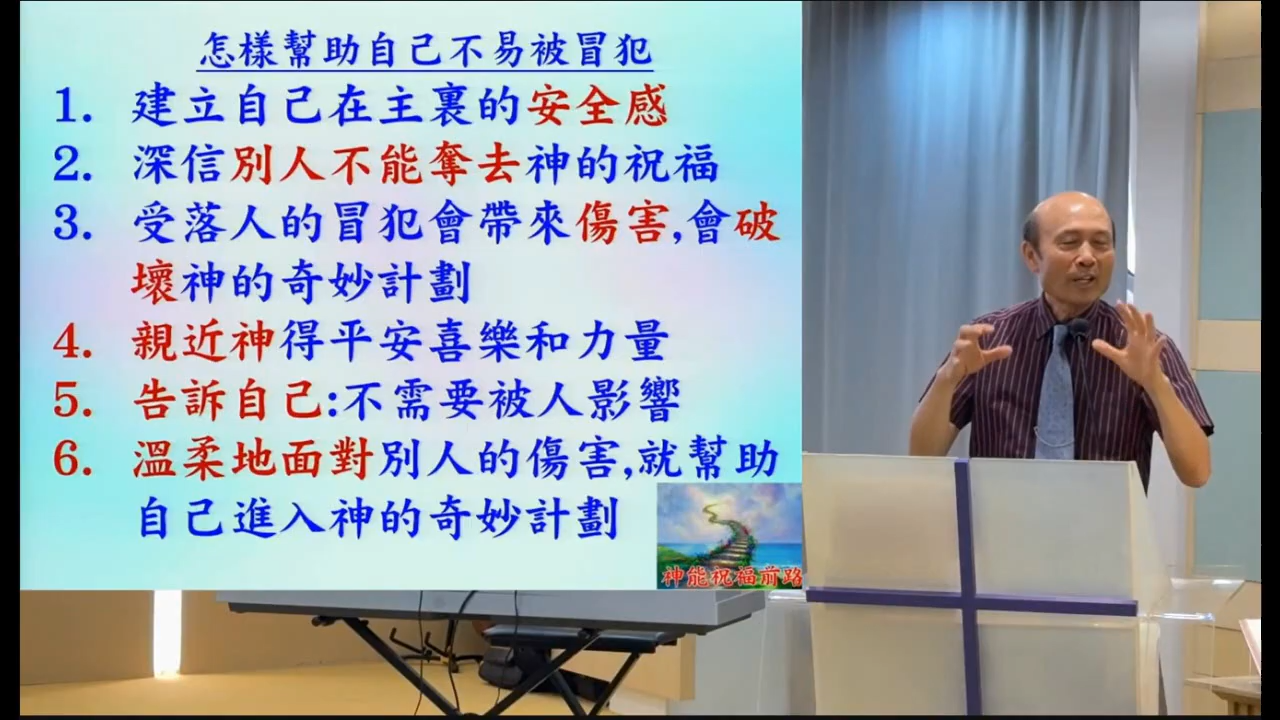 怎樣幫助自己不易被冒犯
1. 建立自己在主裏的安全感
2. 深信別人不能奪去神的祝福
3. 受落人的冒犯會帶來傷害,會破
壞神的奇妙計劃
4. 親近神得平安喜樂和力量
5. 告訴自己:不需要被人影響
6. 溫柔地面對別人的傷害,就幫助
自己進入神的奇妙計劃
神能祝福前路